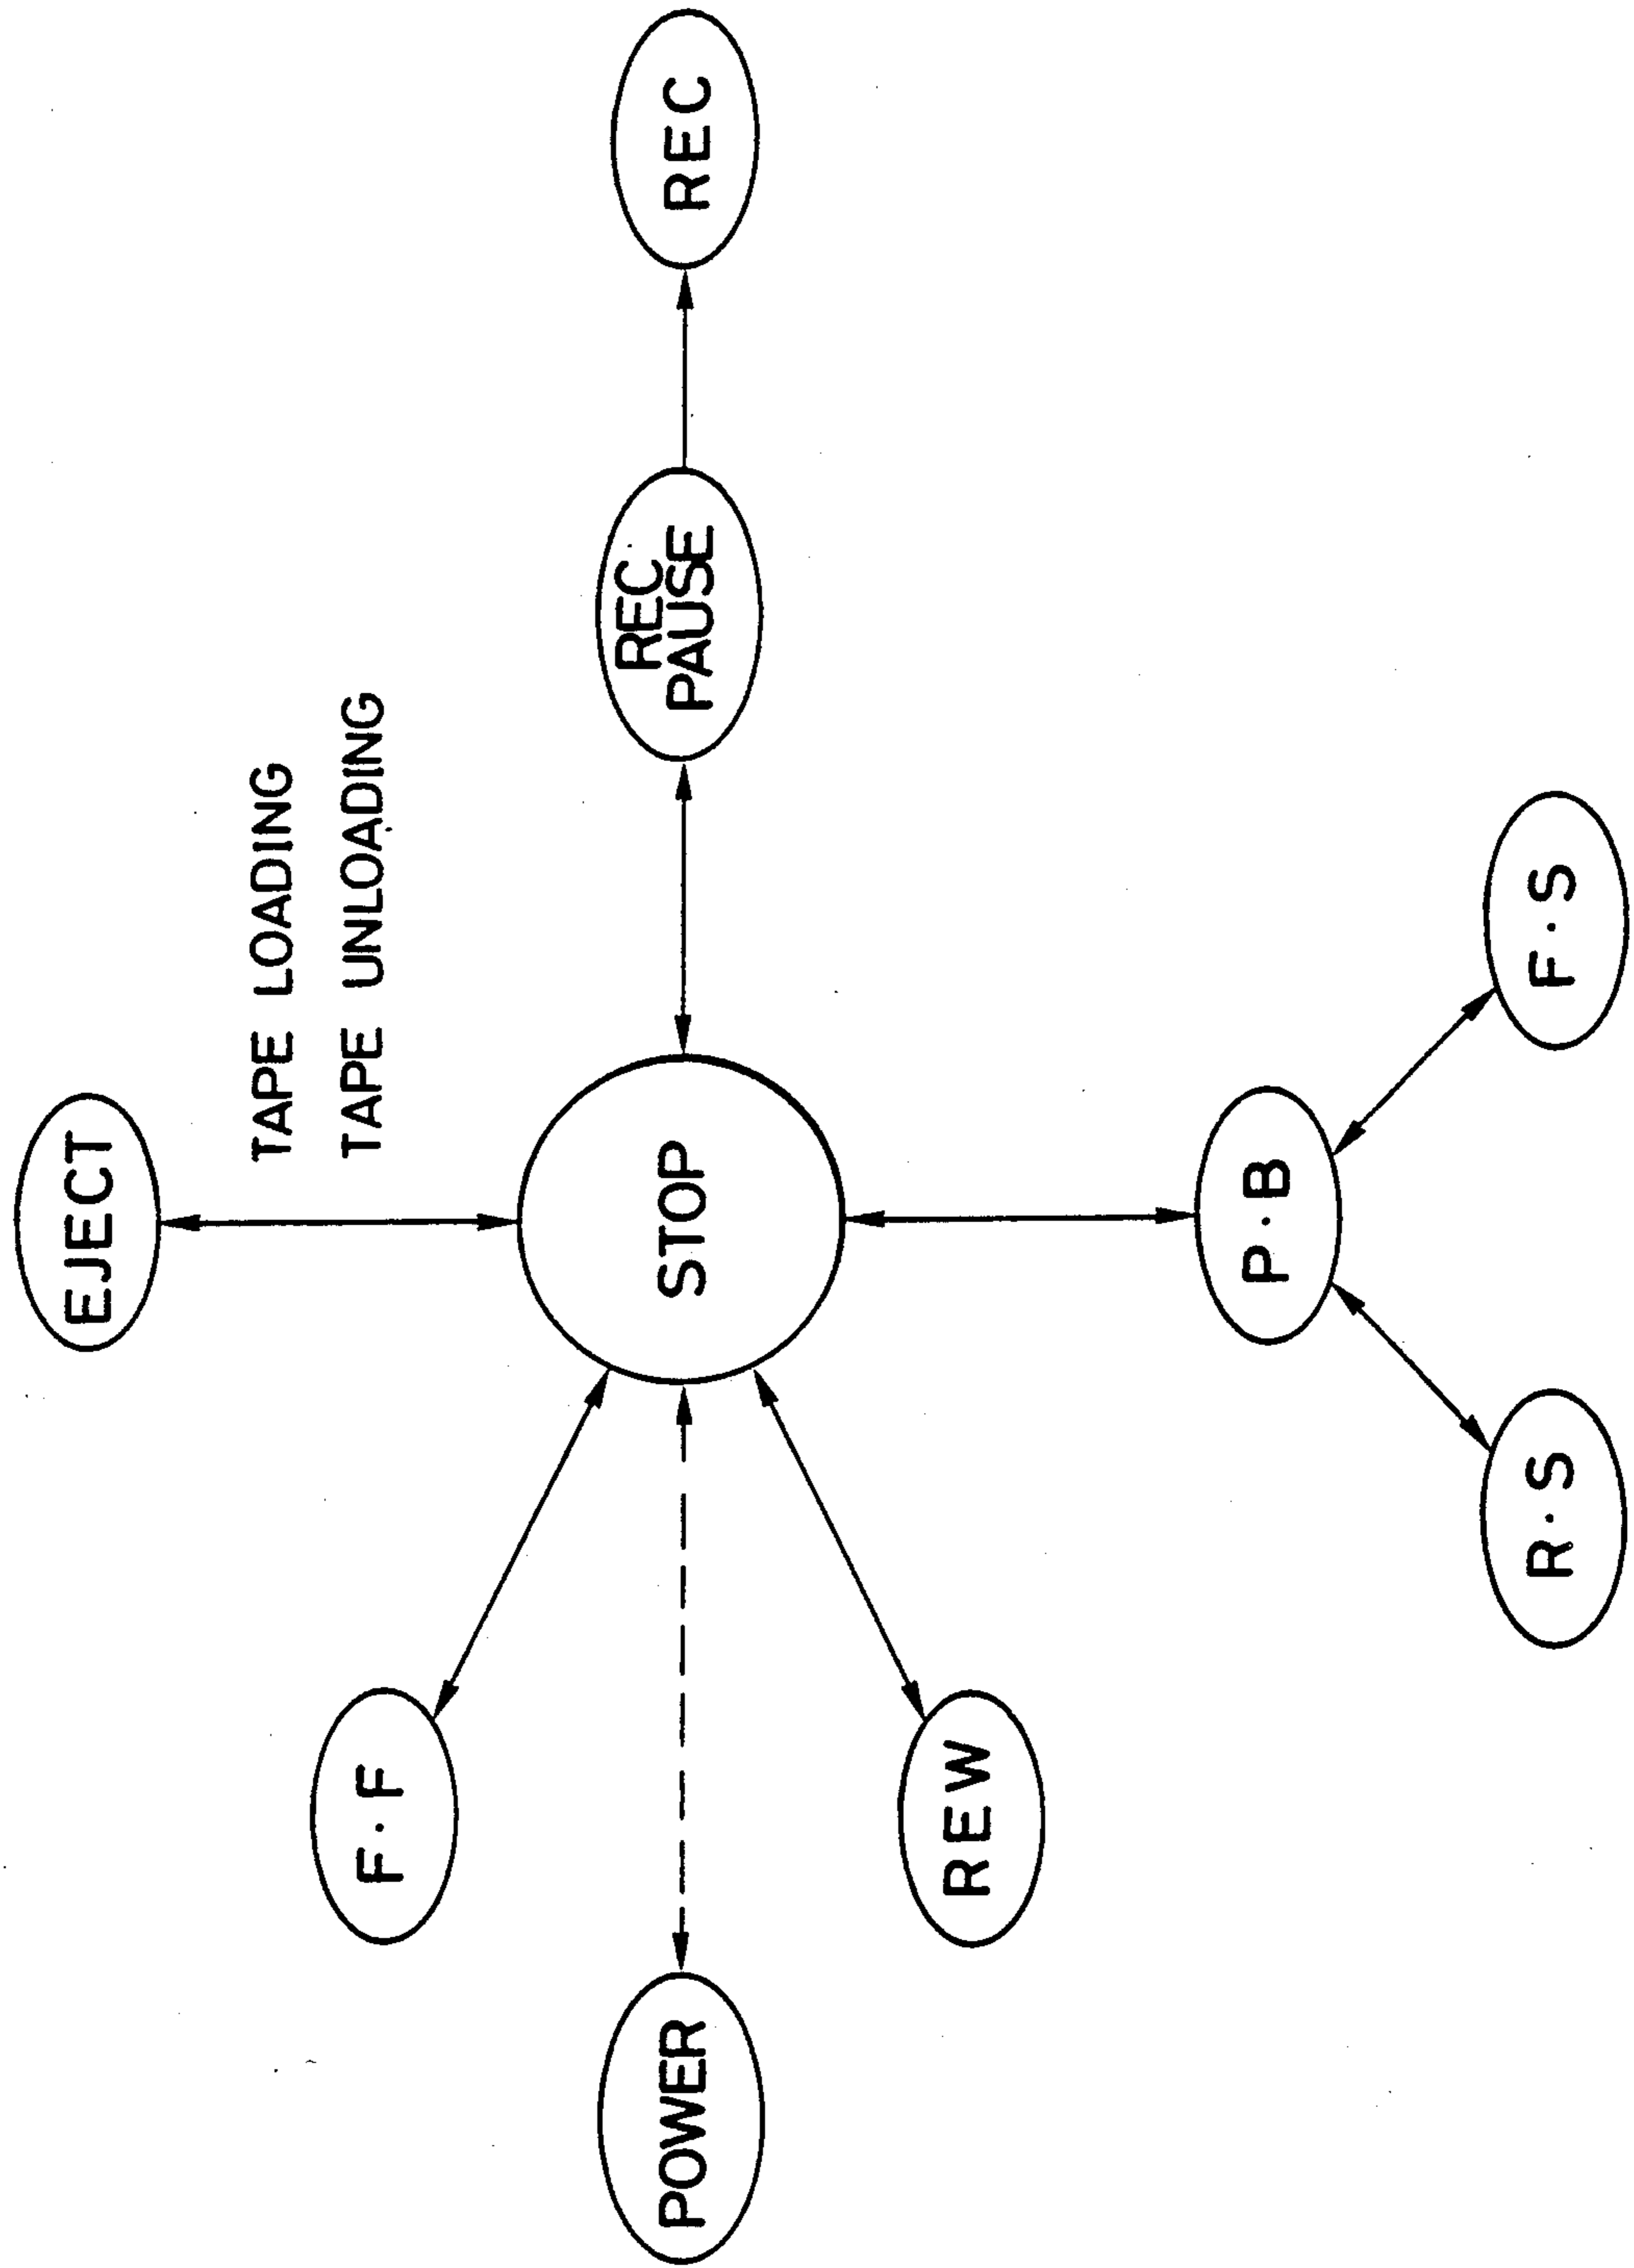 EJECT
TAPE LOADING
TAPE UNLOADING
F·F
POWER
STOP
REC
PAUSE
REC
REW
P·B
R·S
F·S